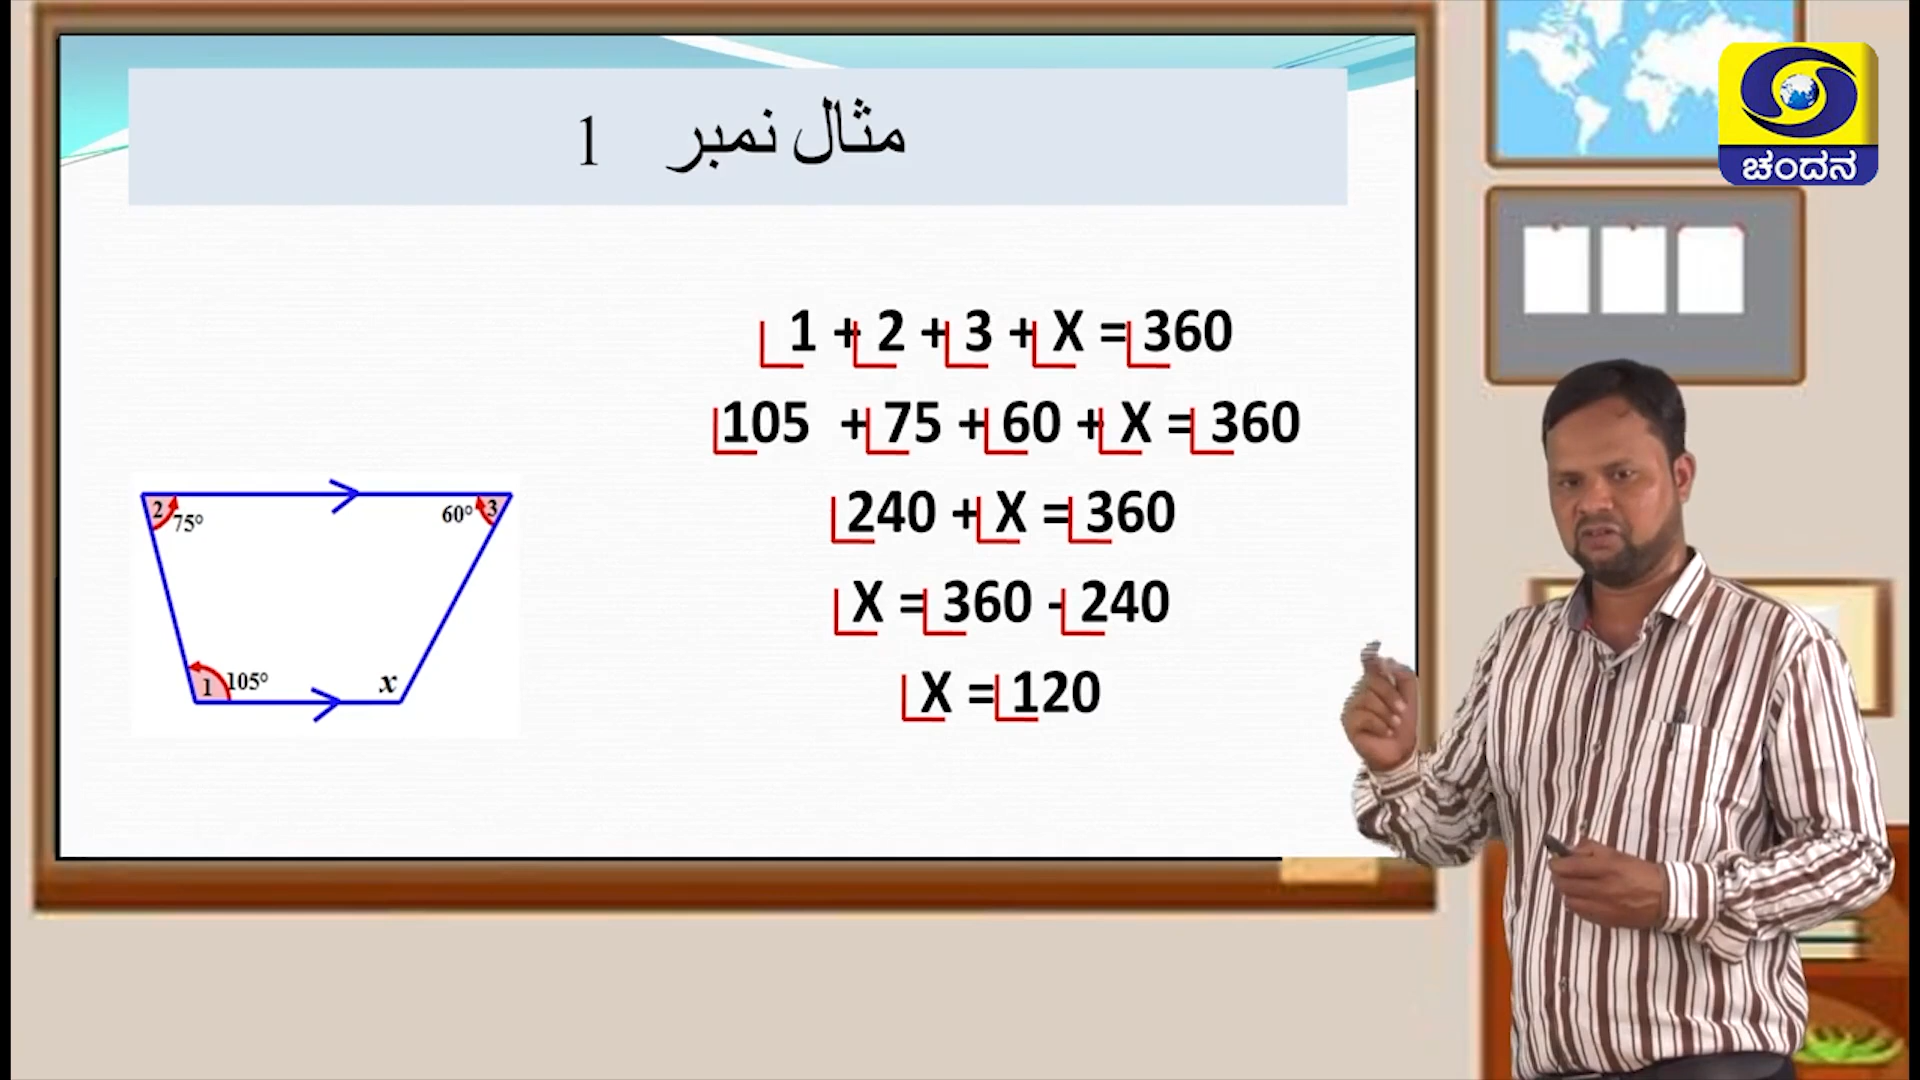 مثال نمبر 1
ಚಂದನ
1 + 2 + 3 + X = 360
105 + 75 + 60 + X = 360
240 + X = 360
X = 360 - 240
X = 120
2 75° 60° 3
1 105° x